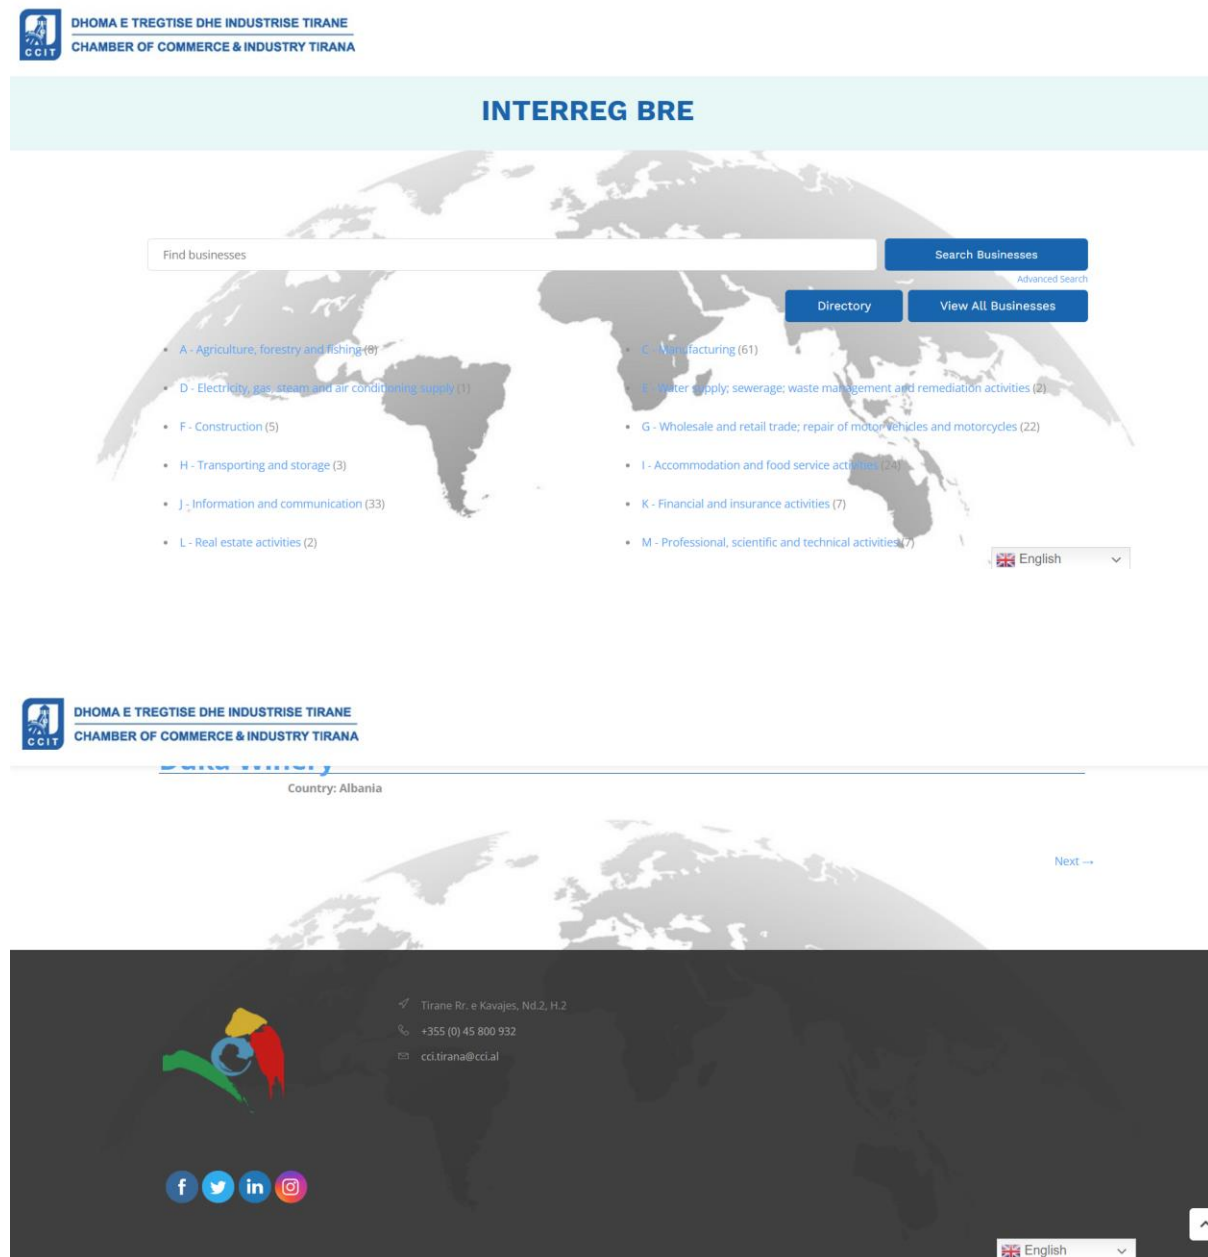 CCIT
DHOMA E TREGTISE DHE INDUSTRISE TIRANE
CHAMBER OF COMMERCE & INDUSTRY TIRANA
INTERREG BRE
Find businesses
Search Businesses
Advanced Search
Directory
View All Businesses
A - Agriculture, forestry and fishing (8)
C - Manufacturing (61)
D - Electricity, gas, steam and air conditioning supply (1)
E - Water supply; sewerage; waste management and remediation activities (2)
F - Construction (5)
G - Wholesale and retail trade; repair of motor vehicles and motorcycles (22)
H - Transporting and storage (3)
I - Accommodation and food service activities (24)
J - Information and communication (33)
K - Financial and insurance activities (7)
L - Real estate activities (2)
M - Professional, scientific and technical activities (7)
English
CCIT
DHOMA E TREGTISE DHE INDUSTRISE TIRANE
CHAMBER OF COMMERCE & INDUSTRY TIRANA
Duka Winery
Country: Albania
Next →
Tirane Rr. e Kavajes, Nd.2, H.2
+355 (0) 45 800 932
cci.tirana@cci.al
English